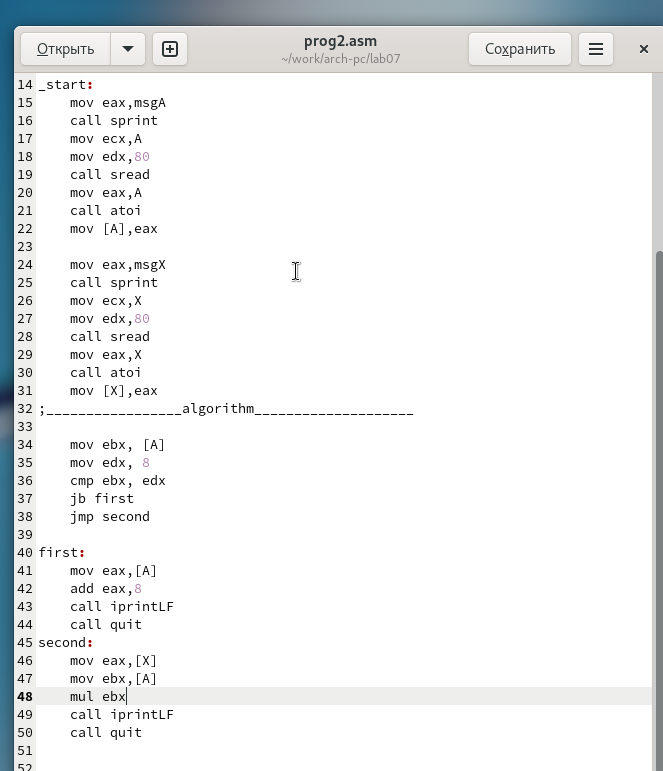 Открыть
prog2.asm
~/work/arch-pc/lab07
Сохранить
14 _start:
15 mov eax,msgA
16 call sprint
17 mov ecx,A
18 mov edx,80
19 call sread
20 mov eax,A
21 call atoi
22 mov [A],eax
23
24 mov eax,msgX
25 call sprint
26 mov ecx,X
27 mov edx,80
28 call sread
29 mov eax,X
30 call atoi
31 mov [X],eax
32 ;_________________algorithm____________________
33
34 mov ebx, [A]
35 mov edx, 8
36 cmp ebx, edx
37 jb first
38 jmp second
39
40 first:
41 mov eax,[A]
42 add eax,8
43 call iprintLF
44 call quit
45 second:
46 mov eax,[X]
47 mov ebx,[A]
48 mul ebx
49 call iprintLF
50 call quit
51
52